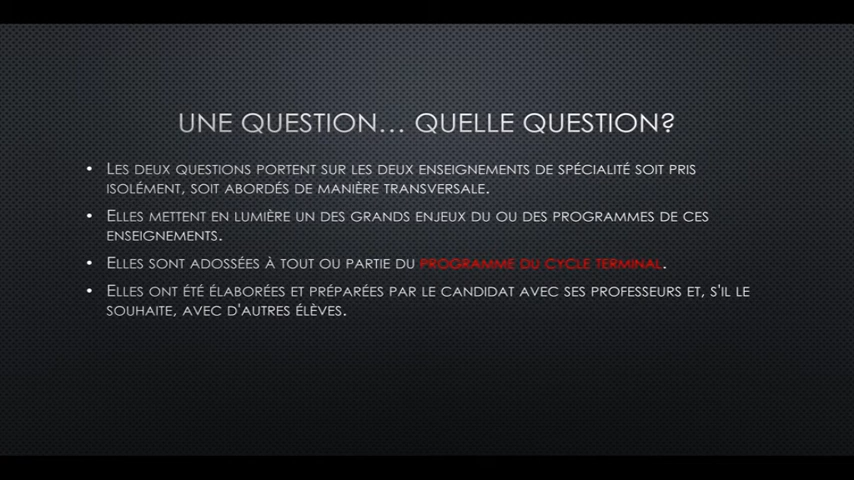 UNE QUESTION... QUELLE QUESTION?
• LES DEUX QUESTIONS PORTENT SUR LES DEUX ENSEIGNEMENTS DE SPÉCIALITÉ SOIT PRIS
ISOLÉMENT, SOIT ABORDÉS DE MANIÈRE TRANSVERSALE.
• ELLES METTENT EN LUMIÈRE UN DES GRANDS ENJEUX DU OU DES PROGRAMMES DE CES
ENSEIGNEMENTS.
• ELLES SONT ADOSSÉES À TOUT OU PARTIE DU PROGRAMME DU CYCLE TERMINAL.
• ELLES ONT ÉTÉ ÉLABORÉES ET PRÉPARÉES PAR LE CANDIDAT AVEC SES PROFESSEURS ET, S'IL LE
SOUHAITE, AVEC D'AUTRES ÉLÈVES.